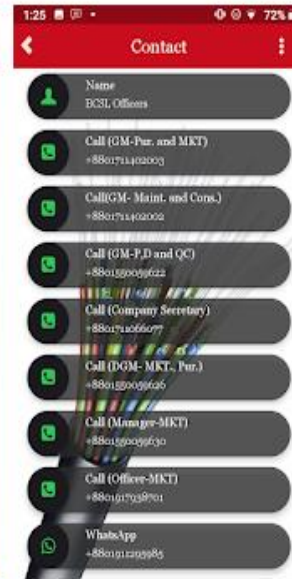 1:25
72%
Contact
Name
BCSL Officers
Call (GM-Pur. and MKT)
+8801711402003
Call(GM- Maint. and Cons.)
+8801711402002
Call (GM-P,D and QC)
+8801550059622
Call (Company Secretary)
+8801711066077
Call (DGM- MKT., Pur.)
+8801550059626
Call (Manager-MKT)
+8801550059630
Call (Officer-MKT)
+8801917938701
WhatsApp
+8801911295985